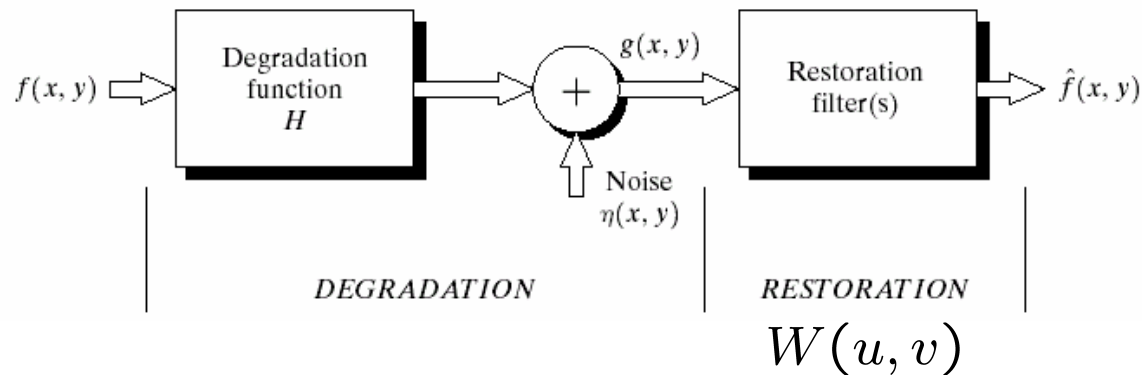 f(x, y)
Degradation
function
H
+
Noise
η(x, y)
g(x, y)
Restoration
filter(s)
f̂(x, y)
DEGRADATION
RESTORATION
W(u, v)